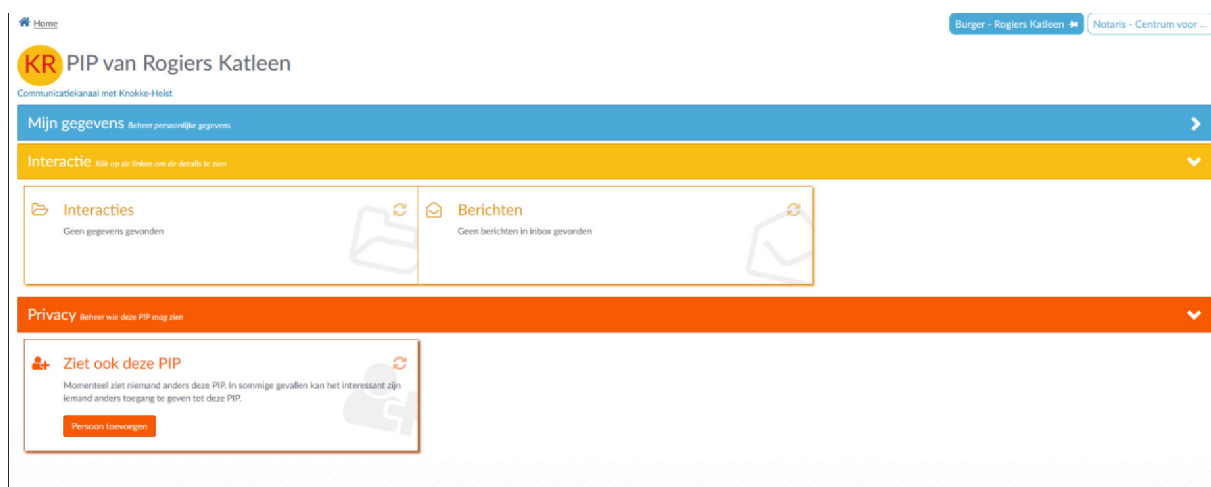 Home
Burger - Rogiers Katleen
Notaris - Centrum voor ...
KR PIP van Rogiers Katleen
Communicatiekanaal met Knokke-Heist
Mijn gegevens Beheer persoonlijke gegevens
Interactie Klik op de linken om de details te zien
Interacties
Geen gegevens gevonden
Berichten
Geen berichten in inbox gevonden
Privacy Beheer wie deze PIP mag zien
Ziet ook deze PIP
Momenteel ziet niemand anders deze PIP. In sommige gevallen kan het interessant zijn
iemand anders toegang te geven tot deze PIP.
Persoon toevoegen